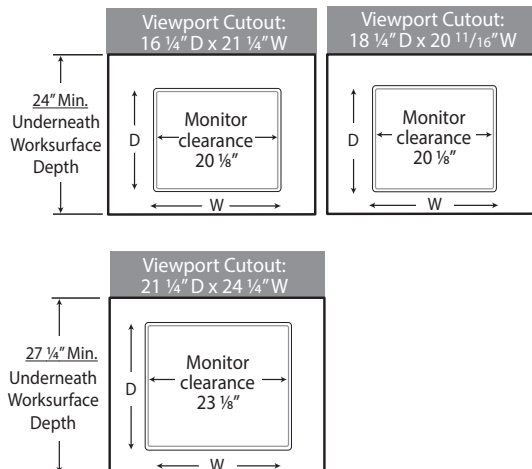 Viewport Cutout:
16 ¼” D x 21 ¼” W
Viewport Cutout:
18 ¼” D x 20 11/16” W
24” Min.
Underneath
Worksurface
Depth
D
Monitor
clearance
20 ⅛”
W
D
Monitor
clearance
20 ⅛”
W
Viewport Cutout:
21 ¼” D x 24 ¼” W
27 ¼” Min.
Underneath
Worksurface
Depth
D
Monitor
clearance
23 ⅛”
W